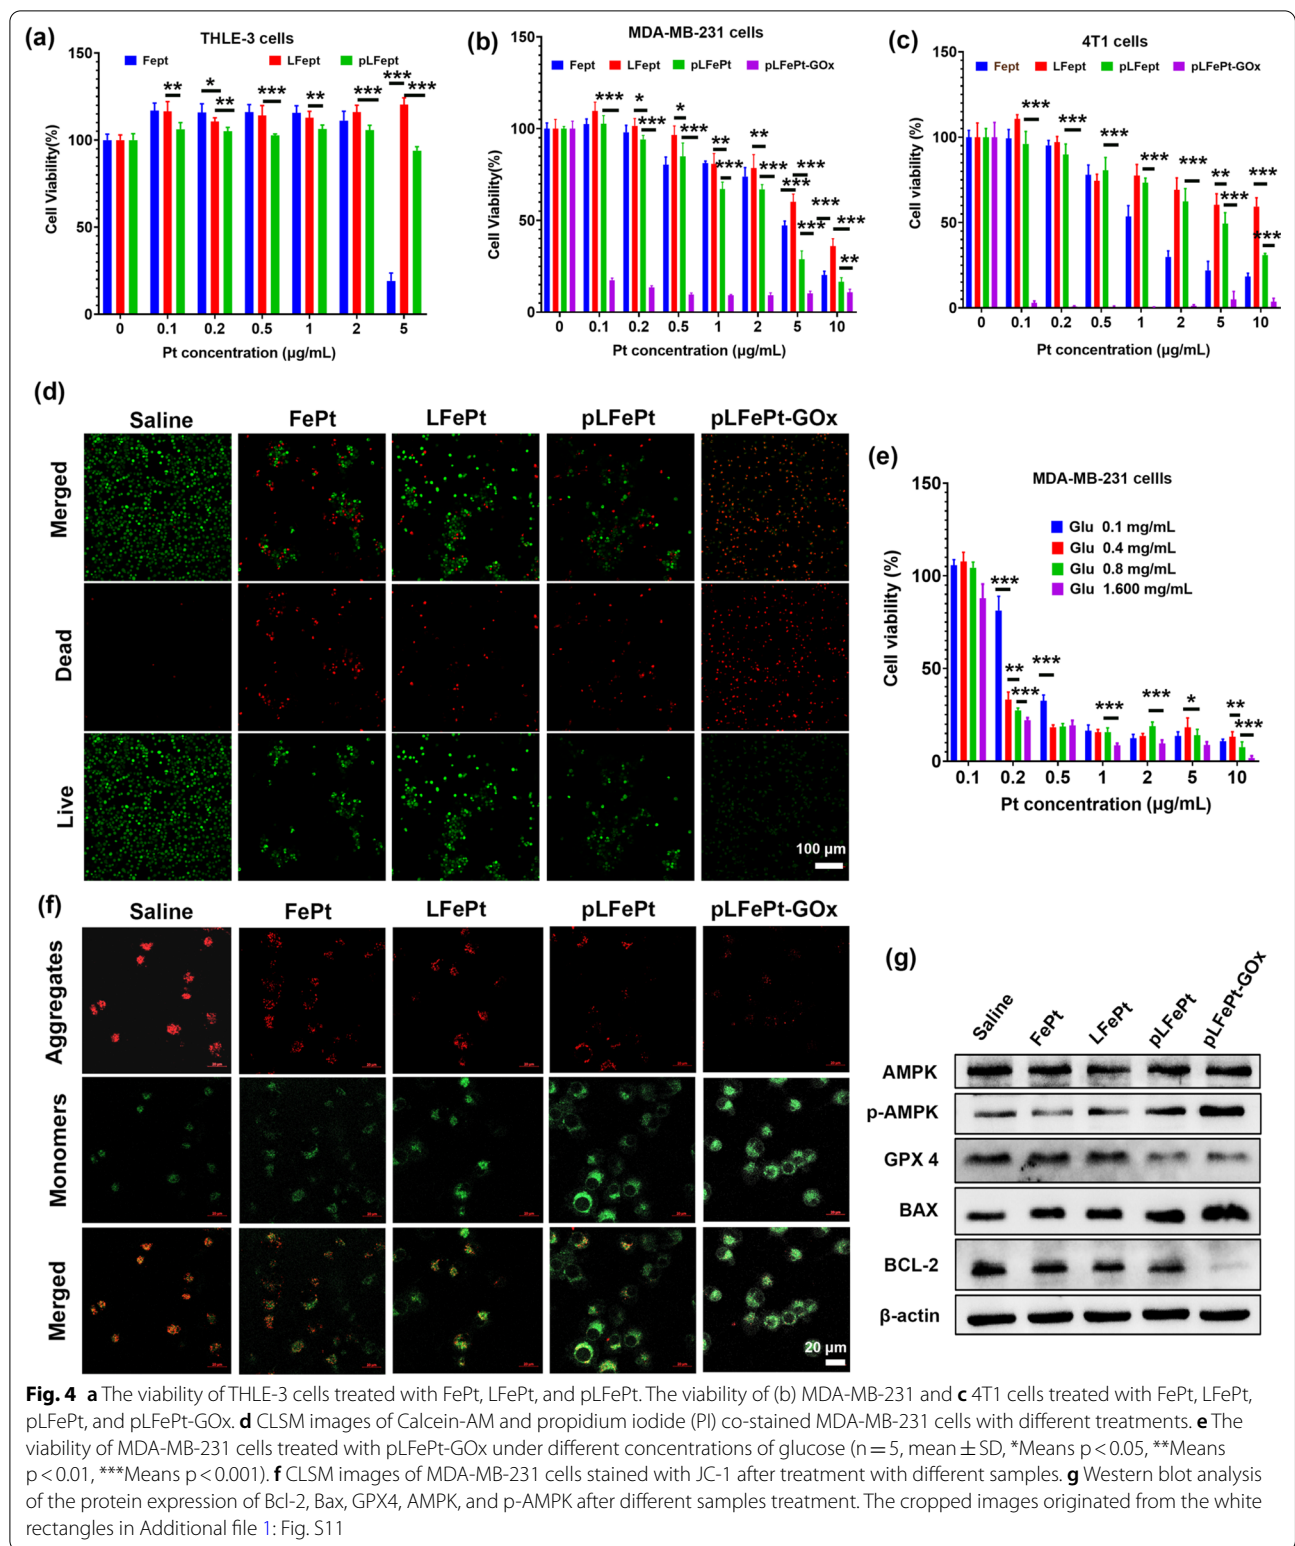 (a)
THLE-3 cells
Fept LFept pLFept
Cell Viability(%)
150
100
50
0
* ** *** ** *** *** ***
** **
0 0.1 0.2 0.5 1 2 5
Pt concentration (μg/mL)
(b)
MDA-MB-231 cells
Fept LFept pLFePt pLFePt-GOx
Cell Viability(%)
150
100
50
0
*** * *** * *** ** *** ** *** *** *** *** *** *** **
0 0.1 0.2 0.5 1 2 5 10
Pt concentration (μg/mL)
(c)
4T1 cells
Fept LFept pLFept pLFePt-GOx
Cell Viability(%)
150
100
50
0
*** *** *** *** *** ** *** *** ***
0 0.1 0.2 0.5 1 2 5 10
Pt concentration (μg/mL)
(d)
Saline FePt LFePt pLFePt pLFePt-GOx
Merged
Dead
Live
100 μm
(e)
MDA-MB-231 cellls
Glu 0.1 mg/mL
Glu 0.4 mg/mL
Glu 0.8 mg/mL
Glu 1.600 mg/mL
Cell viability (%)
150
100
50
0
*** ** *** *** *** *** * ** ***
0.1 0.2 0.5 1 2 5 10
Pt concentration (μg/mL)
(f)
Saline FePt LFePt pLFePt pLFePt-GOx
Aggregates
Monomers
Merged
20 μm
(g)
Saline FePt LFePt pLFePt pLFePt-GOx
AMPK
p-AMPK
GPX 4
BAX
BCL-2
β-actin
Fig. 4 a The viability of THLE-3 cells treated with FePt, LFePt, and pLFePt. The viability of (b) MDA-MB-231 and c 4T1 cells treated with FePt, LFePt,
pLFePt, and pLFePt-GOx. d CLSM images of Calcein-AM and propidium iodide (PI) co-stained MDA-MB-231 cells with different treatments. e The
viability of MDA-MB-231 cells treated with pLFePt-GOx under different concentrations of glucose (n = 5, mean ± SD, *Means p < 0.05, **Means
p < 0.01, ***Means p < 0.001). f CLSM images of MDA-MB-231 cells stained with JC-1 after treatment with different samples. g Western blot analysis
of the protein expression of Bcl-2, Bax, GPX4, AMPK, and p-AMPK after different samples treatment. The cropped images originated from the white
rectangles in Additional file 1: Fig. S11